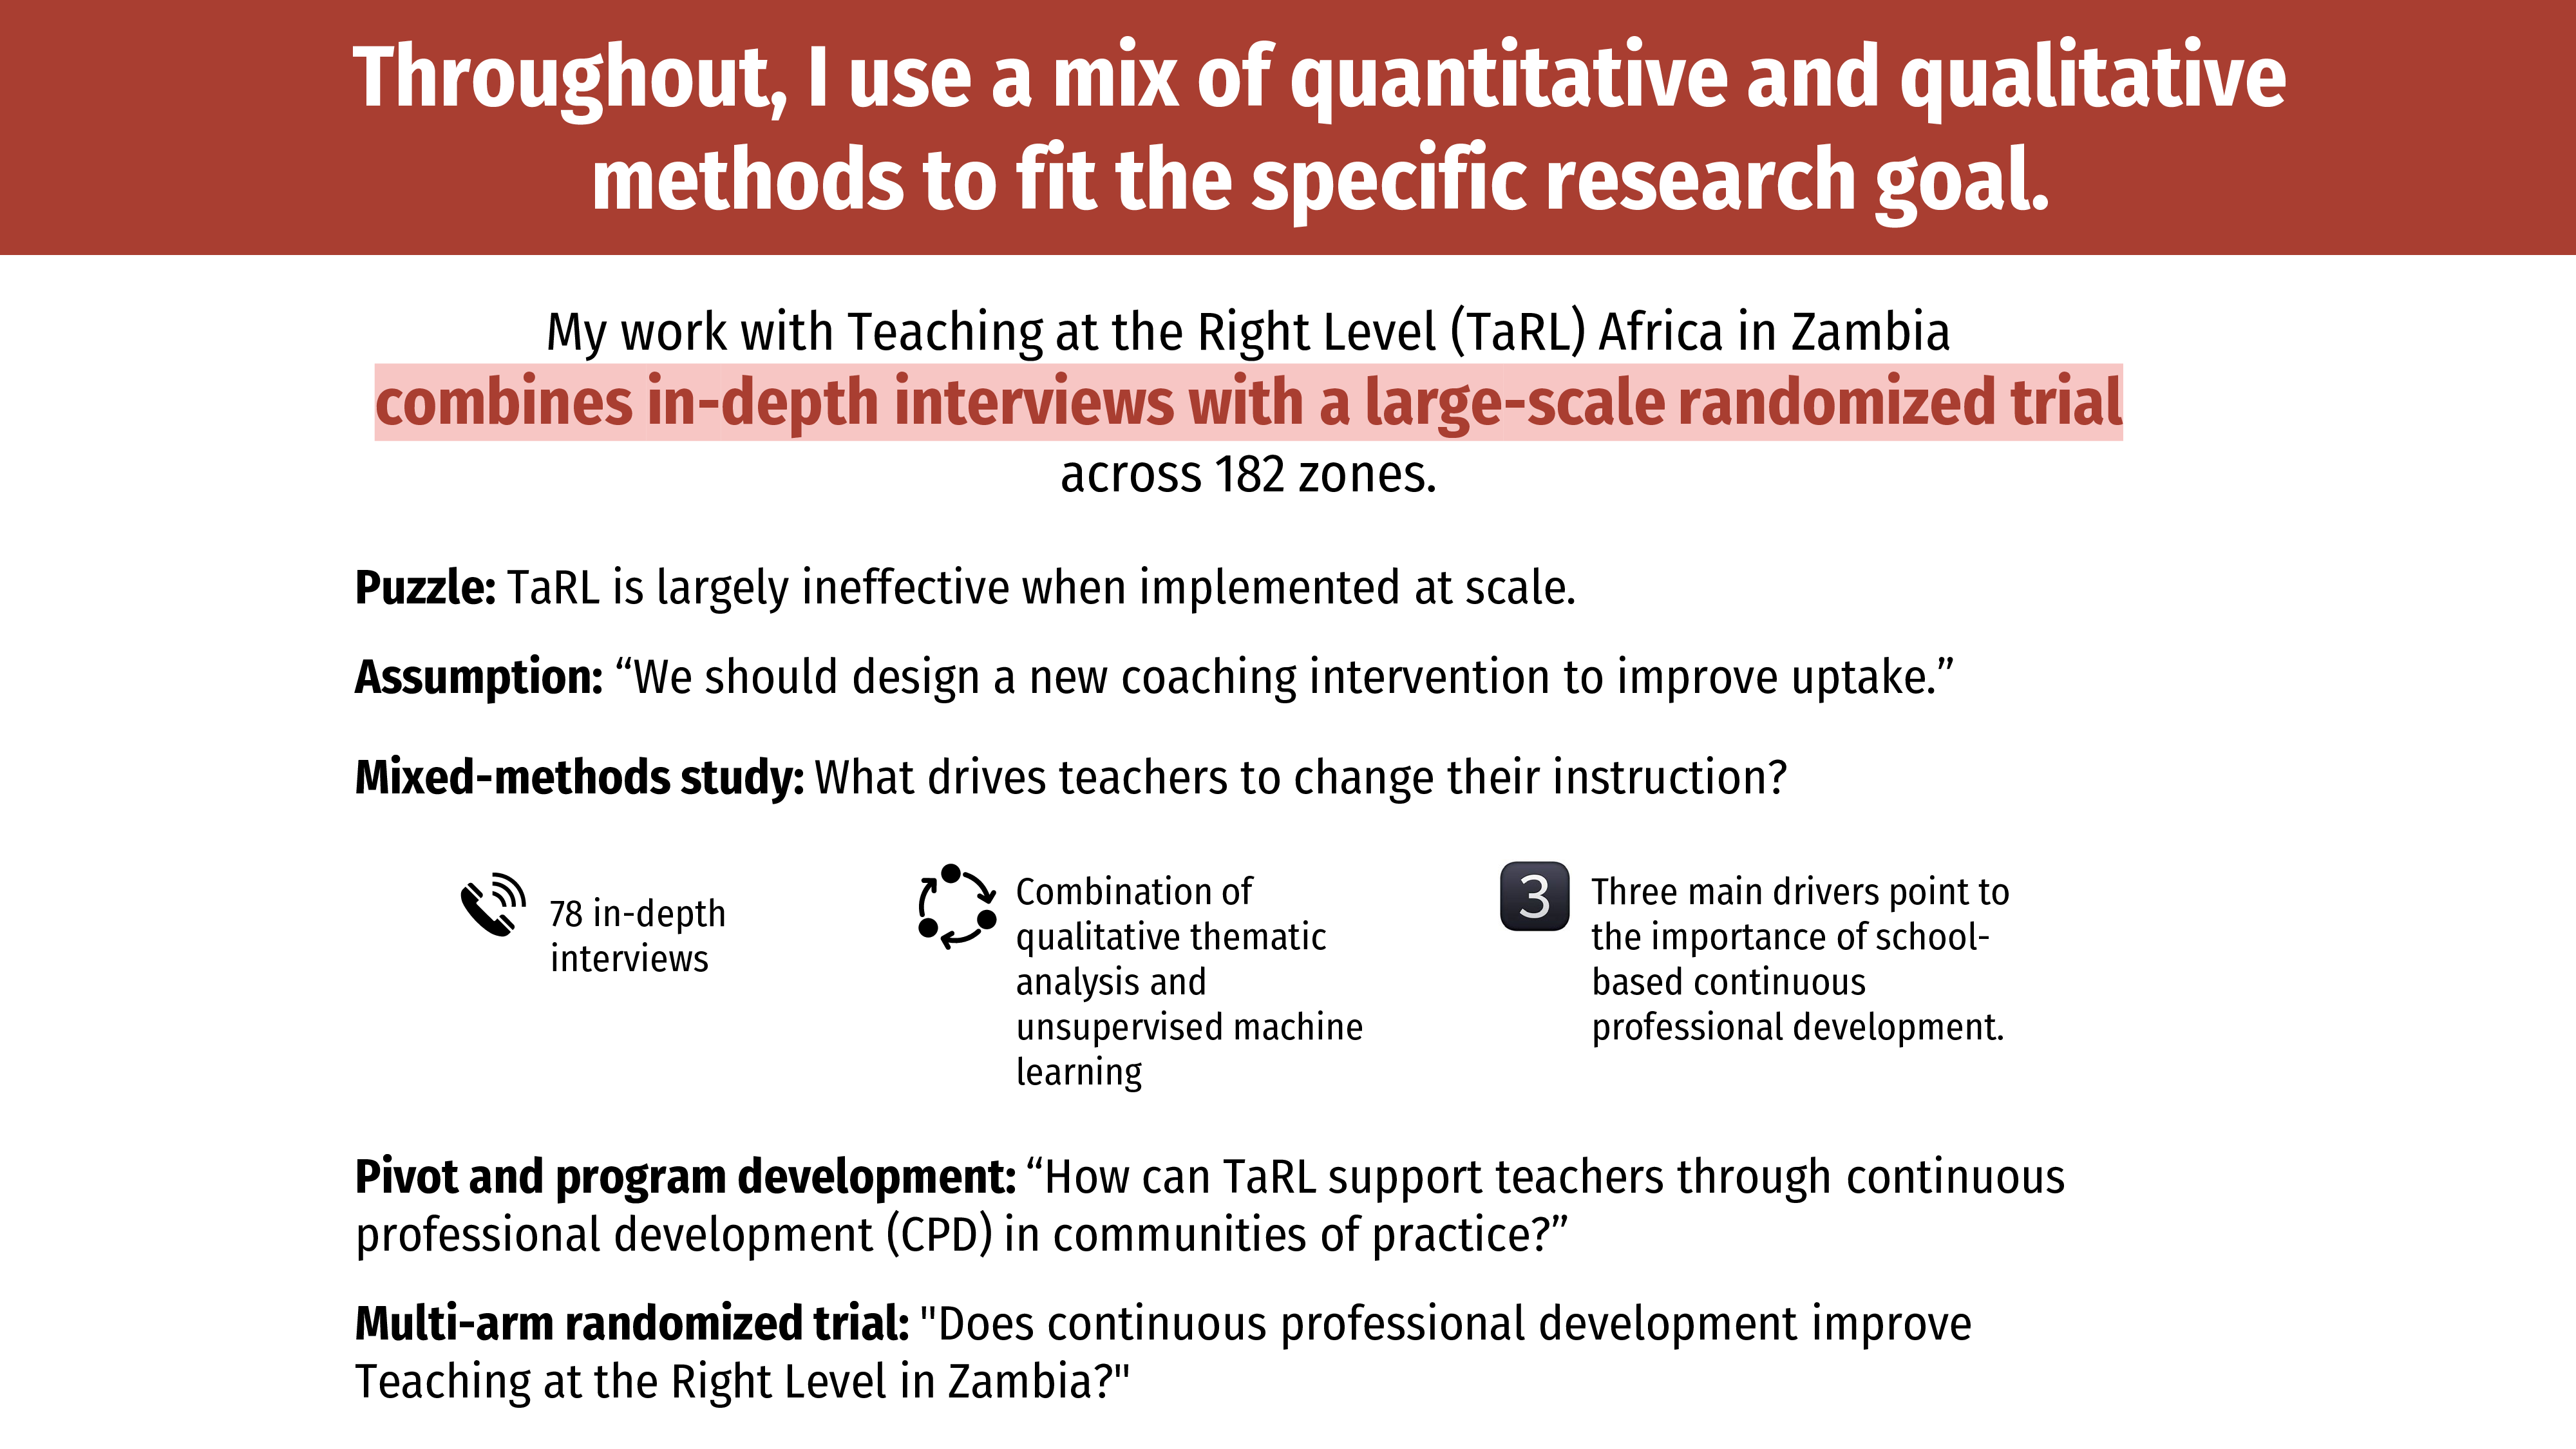 Throughout, I use a mix of quantitative and qualitative
methods to fit the specific research goal.
My work with Teaching at the Right Level (TaRL) Africa in Zambia
combines in-depth interviews with a large-scale randomized trial
across 182 zones.
Puzzle: TaRL is largely ineffective when implemented at scale.
Assumption: “We should design a new coaching intervention to improve uptake.”
Mixed-methods study: What drives teachers to change their instruction?
78 in-depth
interviews
Combination of
qualitative thematic
analysis and
unsupervised machine
learning
3
Three main drivers point to
the importance of school-
based continuous
professional development.
Pivot and program development: “How can TaRL support teachers through continuous
professional development (CPD) in communities of practice?”
Multi-arm randomized trial: "Does continuous professional development improve
Teaching at the Right Level in Zambia?"